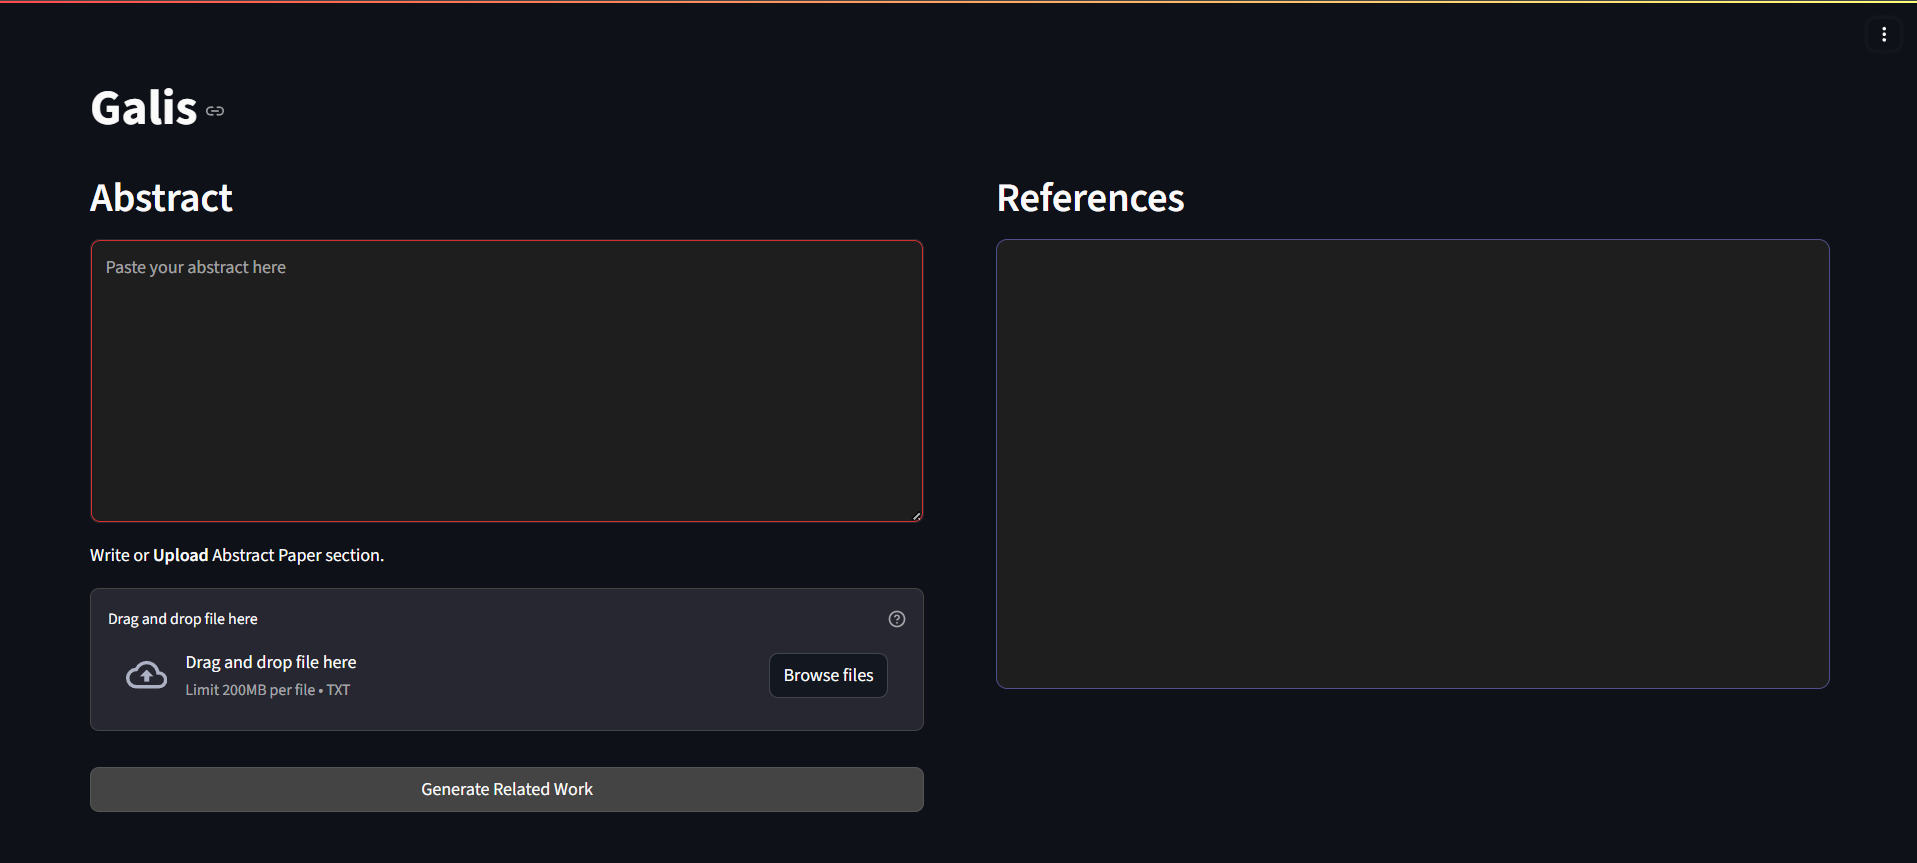 Galis
Abstract
Paste your abstract here
Write or Upload Abstract Paper section.
Drag and drop file here
Drag and drop file here
Limit 200MB per file • TXT
Browse files
Generate Related Work
References